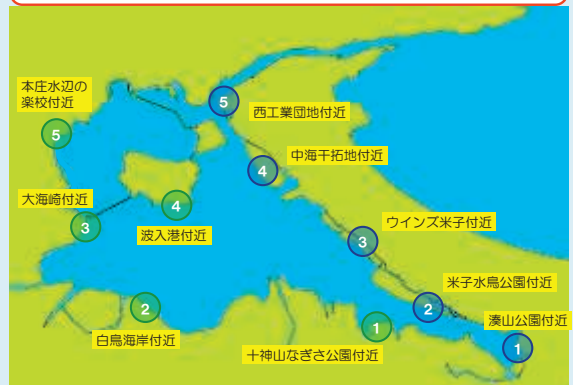 本庄水辺の
楽校付近
5
5
西工業団地付近
中海干拓地付近
4
大海崎付近
4
3
波入港付近
ウインズ米子付近
3
米子水鳥公園付近
2
2
湊山公園付近
白鳥海岸付近
1
十神山なぎさ公園付近
1